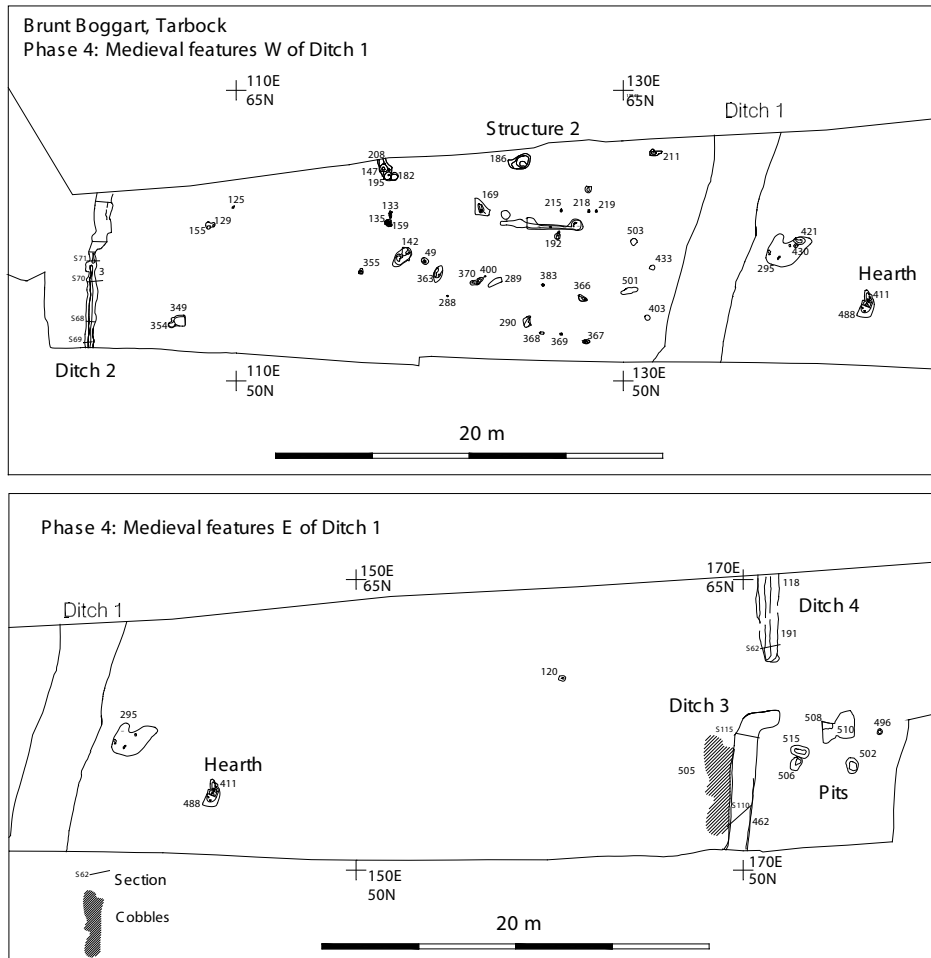 Brunt Boggart, Tarbock
Phase 4: Medieval features W of Ditch 1
110E
65N
130E
65N
Ditch 1
Structure 2
208
147
182
195
186
211
125
129
155
133
135
159
169
215
218
219
192
503
421
430
295
142
49
355
363
370
400
289
383
433
366
501
288
S71
3
S70
S68
S69
349
354
290
368
369
367
403
Hearth
411
488
Ditch 2
110E
50N
130E
50N
20 m
Phase 4: Medieval features E of Ditch 1
150E
65N
170E
65N
118
Ditch 1
Ditch 4
191
S62
120
295
Ditch 3
S115
508
510
496
515
505
506
502
Hearth
411
488
Pits
S110
462
150E
50N
170E
50N
S62
Section
Cobbles
20 m